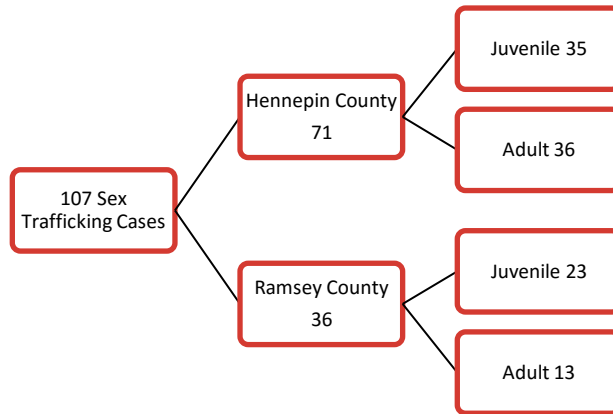 107 Sex
Trafficking Cases
Hennepin County
71
Juvenile 35
Adult 36
Ramsey County
36
Juvenile 23
Adult 13